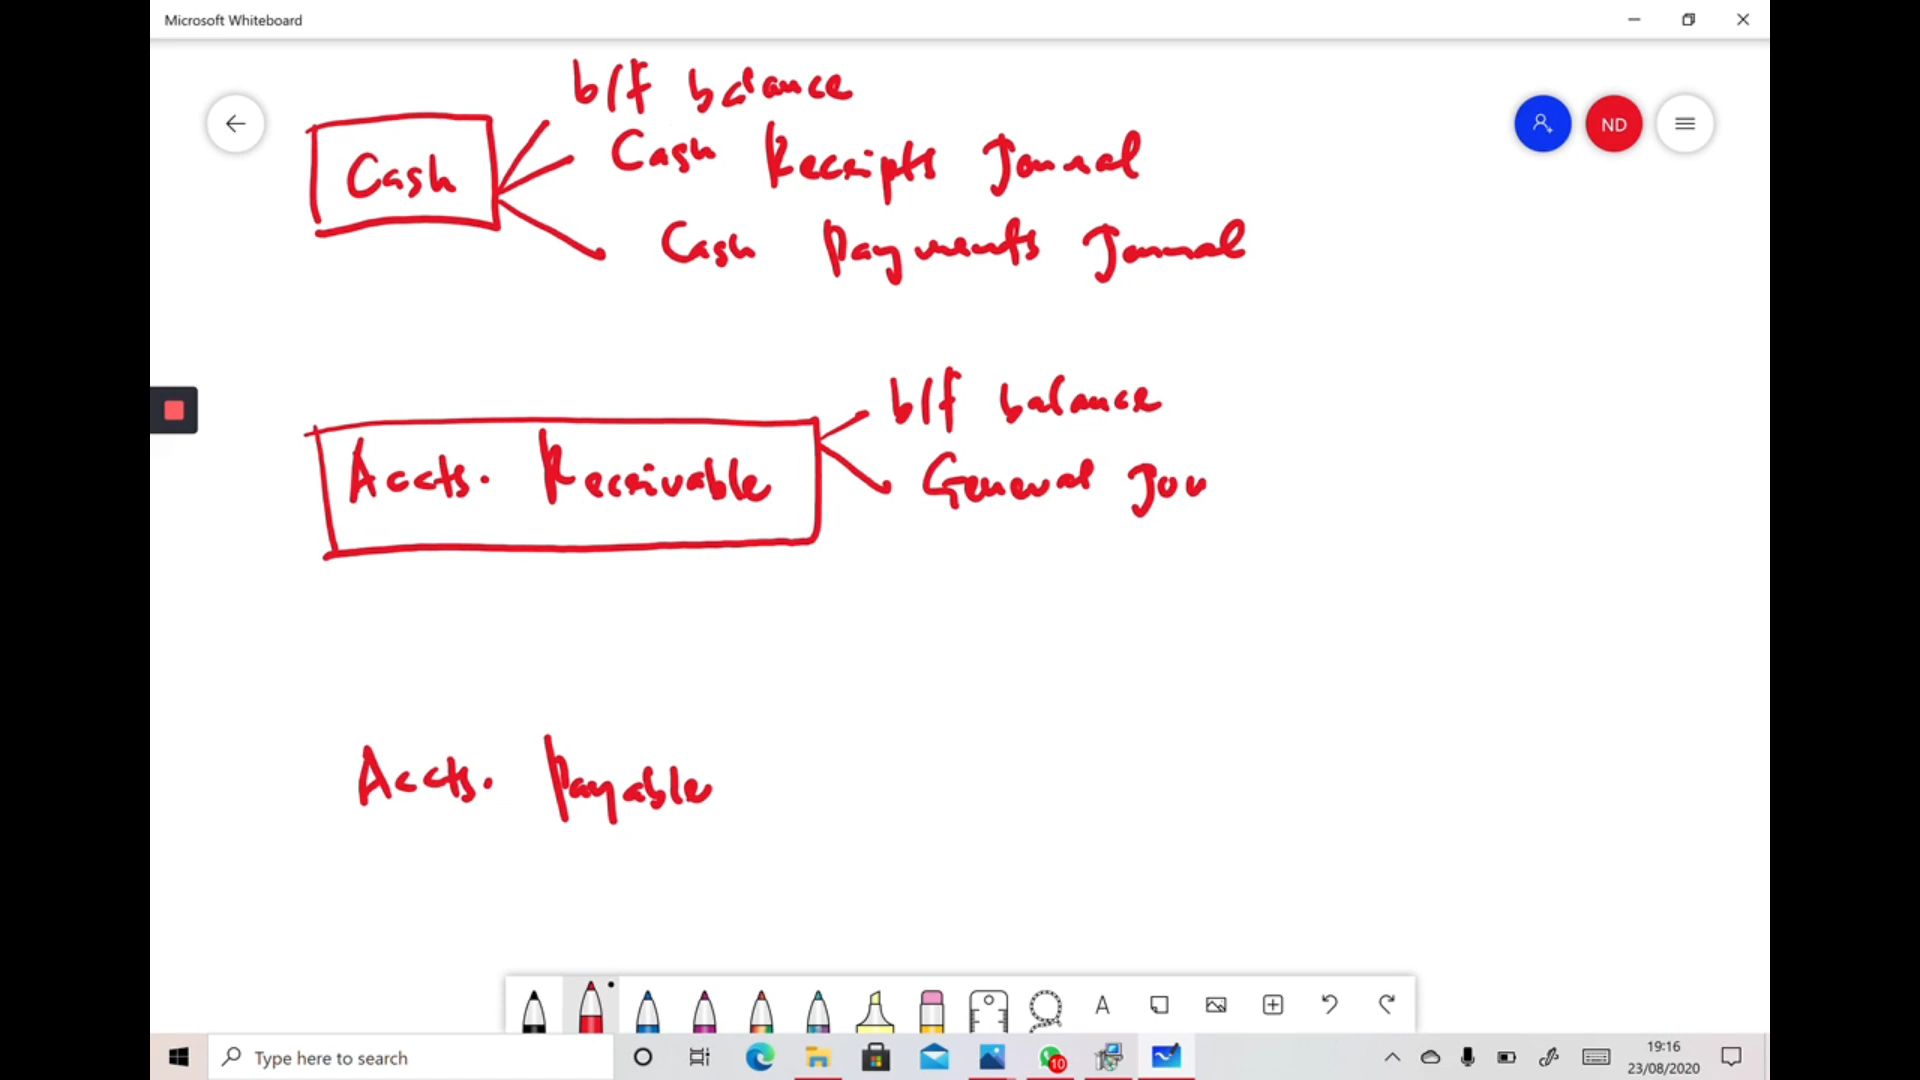 Microsoft Whiteboard
b/f balance
Cash
Cash Receipts Journal
Cash Payments Journal
ND
b/f balance
Accts. Receivable
General Jou
Accts. Payable
A
Type here to search
10
19:16
23/08/2020